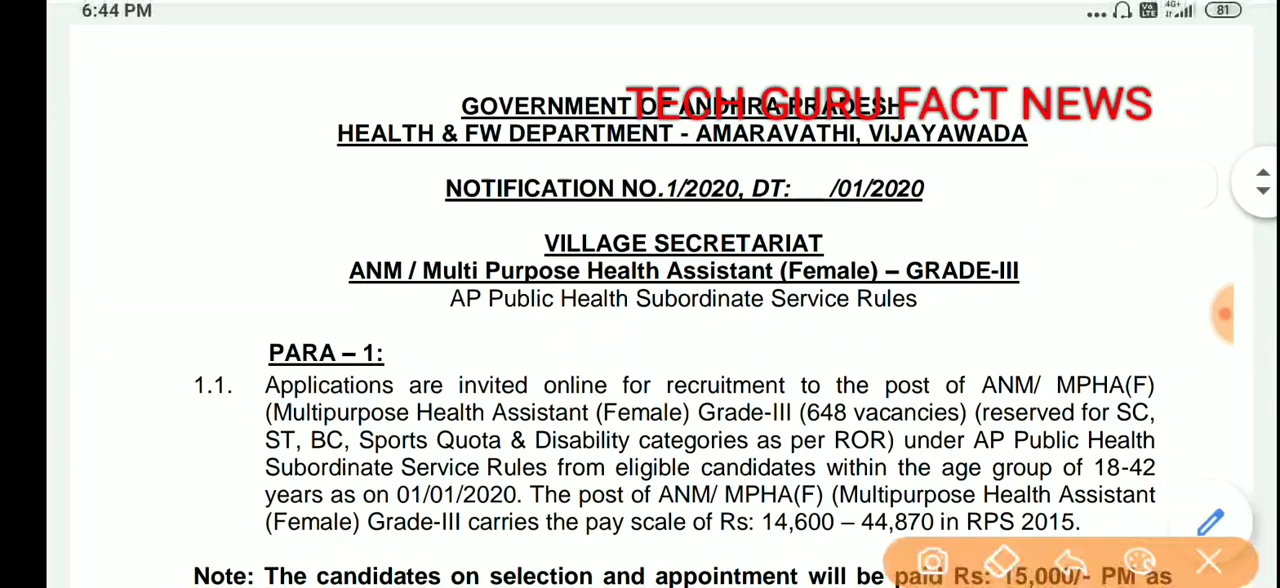 6:44 PM
81
TECH GURU FACT NEWS
GOVERNMENT OF ANDHRA PRADESH
HEALTH & FW DEPARTMENT - AMARAVATHI, VIJAYAWADA
NOTIFICATION NO.1/2020, DT: ___/01/2020
VILLAGE SECRETARIAT
ANM / Multi Purpose Health Assistant (Female) – GRADE-III
AP Public Health Subordinate Service Rules
PARA – 1:
1.1. Applications are invited online for recruitment to the post of ANM/ MPHA(F)
(Multipurpose Health Assistant (Female) Grade-III (648 vacancies) (reserved for SC,
ST, BC, Sports Quota & Disability categories as per ROR) under AP Public Health
Subordinate Service Rules from eligible candidates within the age group of 18-42
years as on 01/01/2020. The post of ANM/ MPHA(F) (Multipurpose Health Assistant
(Female) Grade-III carries the pay scale of Rs: 14,600 – 44,870 in RPS 2015.
Note: The candidates on selection and appointment will be paid Rs: 15,000/- PM as